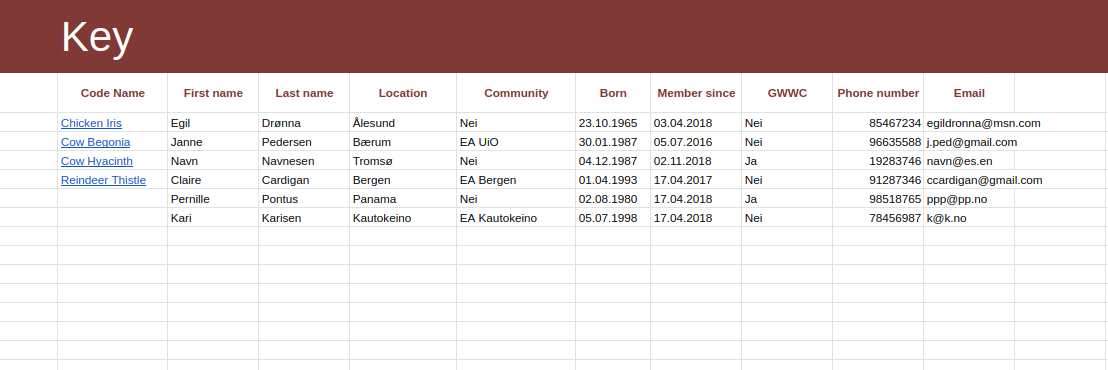 Key
Code Name First name Last name Location Community Born Member since GWWC Phone number Email
Chicken Iris Egil Drønna Ålesund Nei 23.10.1965 03.04.2018 Nei 85467234 egildronna@msn.com
Cow Begonia Janne Pedersen Bærum EA UiO 30.01.1987 05.07.2016 Nei 96635588 j.ped@gmail.com
Cow Hyacinth Navn Navnesen Tromsø Nei 04.12.1987 02.11.2018 Ja 19283746 navn@es.en
Reindeer Thistle Claire Cardigan Bergen EA Bergen 01.04.1993 17.04.2017 Nei 91287346 ccardigan@gmail.com
Pernille Pontus Panama Nei 02.08.1980 17.04.2018 Ja 98518765 ppp@pp.no
Kari Karisen Kautokeino EA Kautokeino 05.07.1998 17.04.2018 Nei 78456987 k@k.no